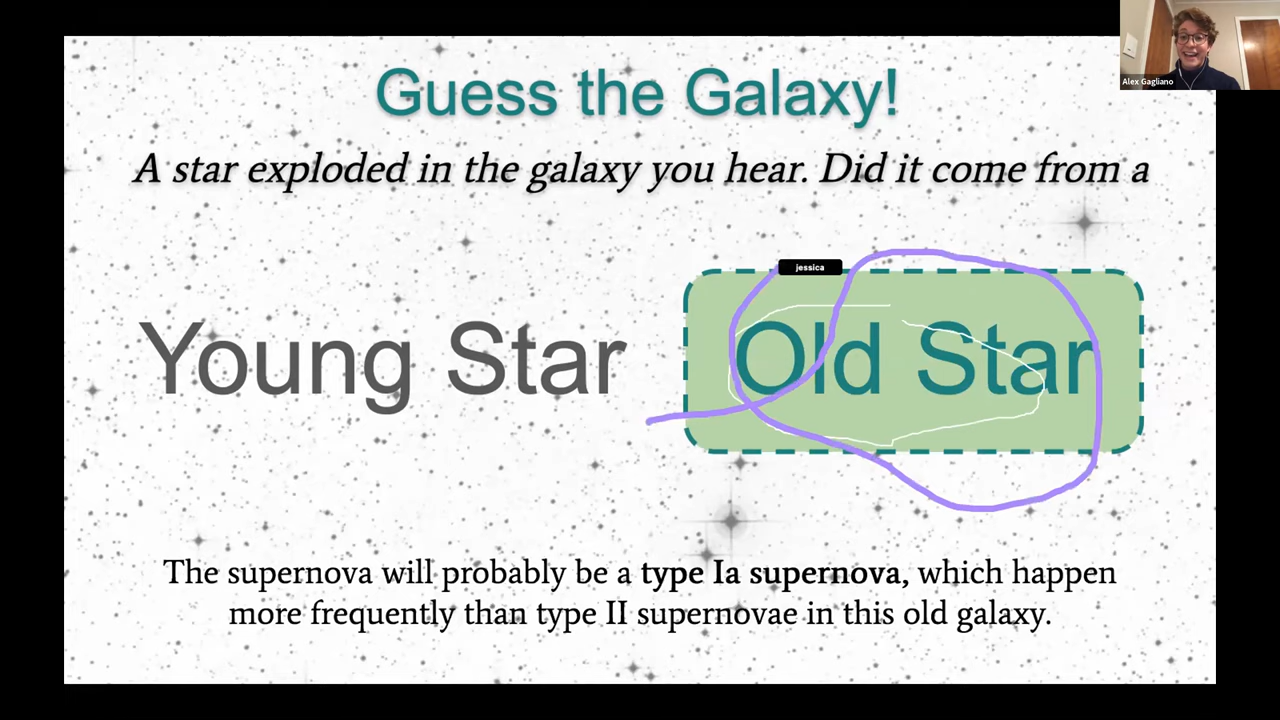 Alex Gagliano
Guess the Galaxy!
A star exploded in the galaxy you hear. Did it come from a
jessica
Young Star
Old Star
The supernova will probably be a type Ia supernova, which happen
more frequently than type II supernovae in this old galaxy.